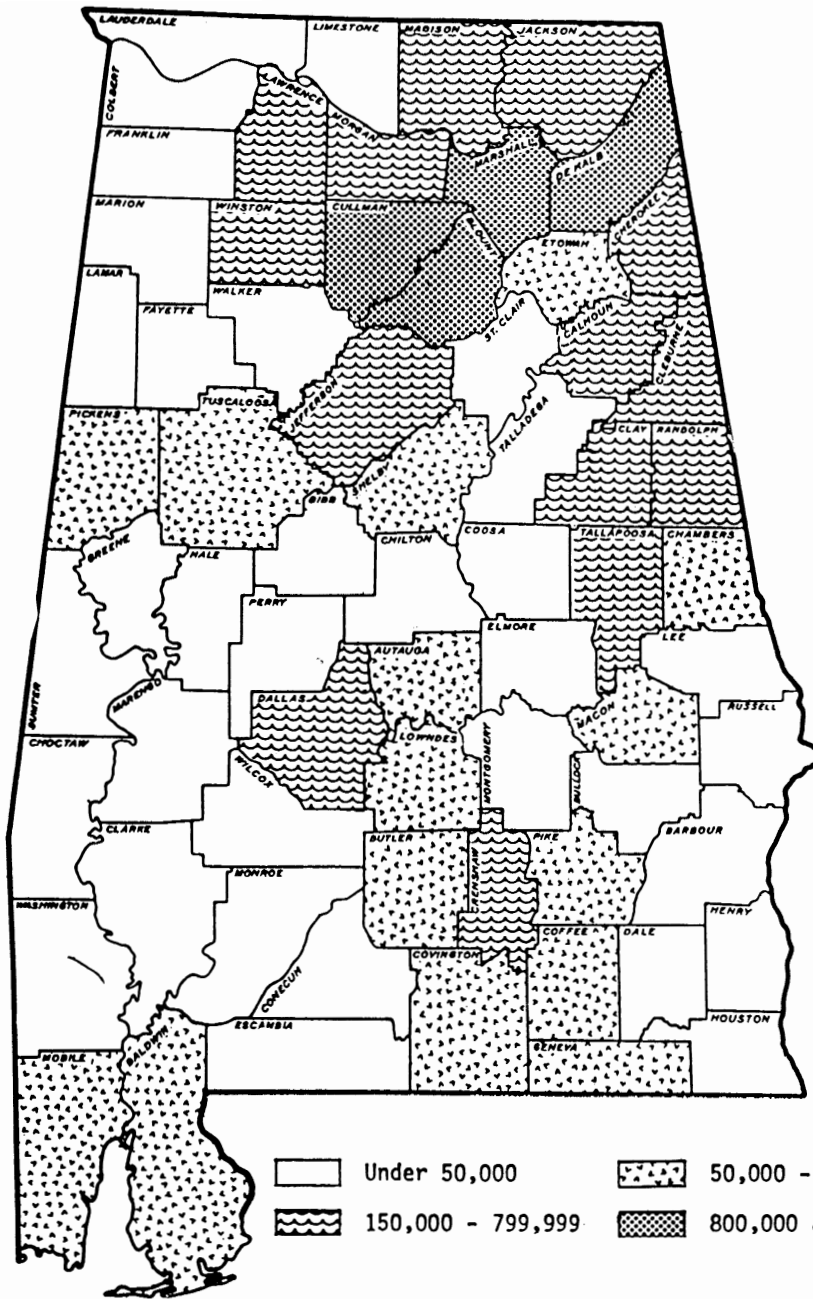 LAUDERDALE
LIMESTONE
MADISON
JACKSON
COLBERT
LAWRENCE
FRANKLIN
MORGAN
MARSHALL
DE KALB
MARION
WINSTON
CULLMAN
BLOUNT
ETOWAH
CHEROKEE
LAMAR
FAYETTE
WALKER
ST. CLAIR
CALHOUN
CLEBURNE
PICKENS
TUSCALOOSA
JEFFERSON
SHELBY
TALLADEGA
CLAY
RANDOLPH
BIBB
GREENE
HALE
CHILTON
COOSA
TALLAPOOSA
CHAMBERS
PERRY
ELMORE
LEE
SUMTER
MARENGO
DALLAS
AUTAUGA
MACON
RUSSELL
CHOCTAW
WILCOX
LOWNDES
MONTGOMERY
BULLOCK
CLARKE
BUTLER
CRENSHAW
PIKE
BARBOUR
WASHINGTON
MONROE
CONECUH
COVINGTON
COFFEE
DALE
HENRY
ESCAMBIA
HOUSTON
GENEVA
MOBILE
BALDWIN
Under 50,000
50,000 -
150,000 - 799,999
800,000